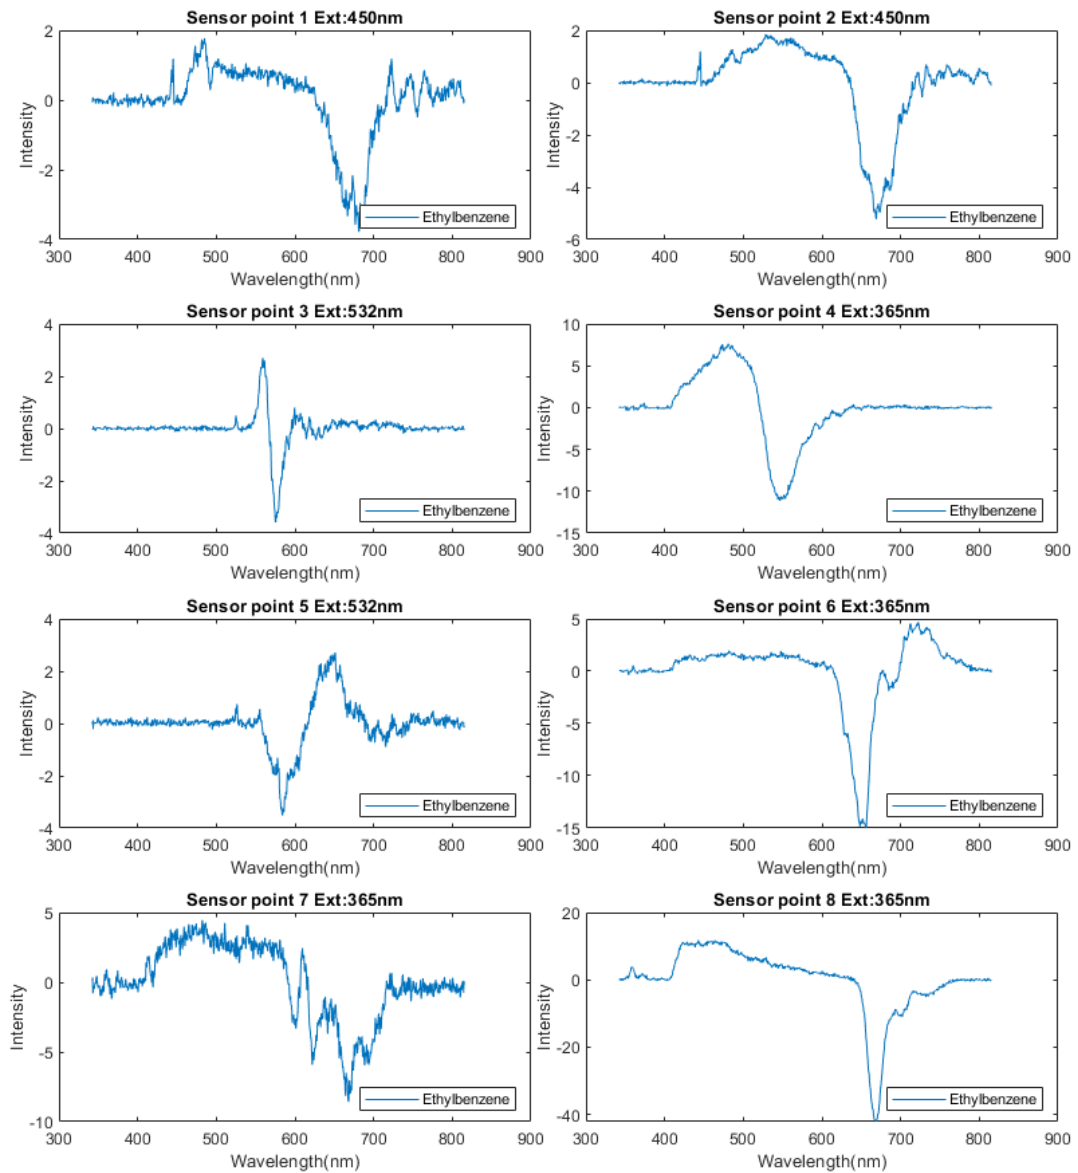 Sensor point 1 Ext:450nm
2
0
-2
-4
Intensity
Ethylbenzene
300 400 500 600 700 800 900
Wavelength(nm)
Sensor point 2 Ext:450nm
2
0
-2
-4
-6
Intensity
Ethylbenzene
300 400 500 600 700 800 900
Wavelength(nm)
Sensor point 3 Ext:532nm
4
2
0
-2
-4
Intensity
Ethylbenzene
300 400 500 600 700 800 900
Wavelength(nm)
Sensor point 4 Ext:365nm
10
5
0
-5
-10
-15
Intensity
Ethylbenzene
300 400 500 600 700 800 900
Wavelength(nm)
Sensor point 5 Ext:532nm
4
2
0
-2
-4
Intensity
Ethylbenzene
300 400 500 600 700 800 900
Wavelength(nm)
Sensor point 6 Ext:365nm
5
0
-5
-10
-15
Intensity
Ethylbenzene
300 400 500 600 700 800 900
Wavelength(nm)
Sensor point 7 Ext:365nm
5
0
-5
-10
Intensity
Ethylbenzene
300 400 500 600 700 800 900
Wavelength(nm)
Sensor point 8 Ext:365nm
20
0
-20
-40
Intensity
Ethylbenzene
300 400 500 600 700 800 900
Wavelength(nm)